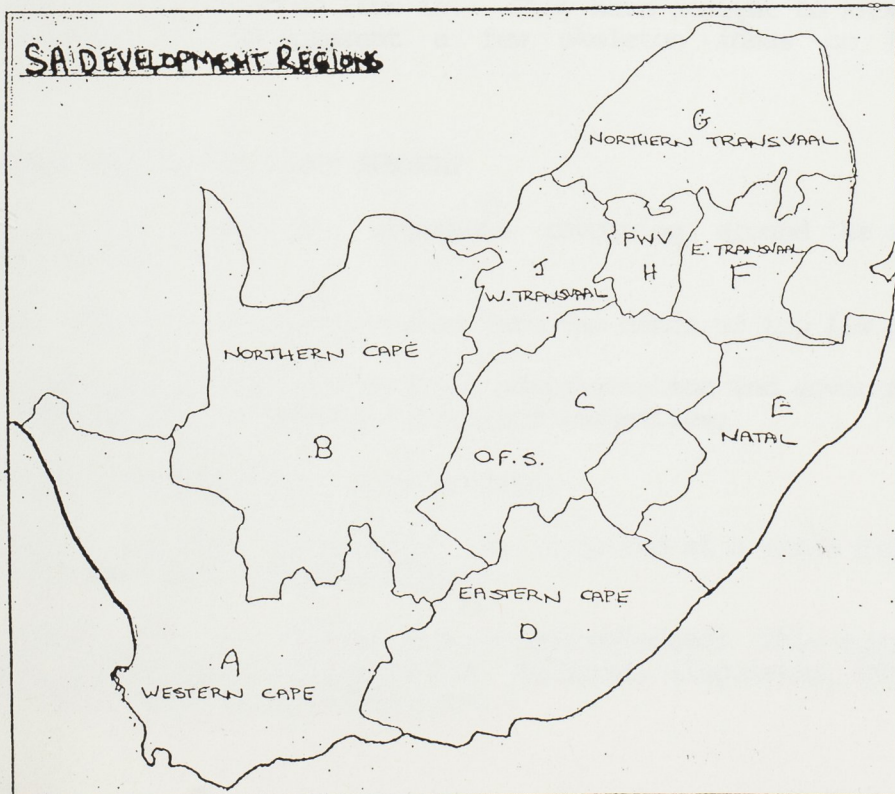 SA DEVELOPMENT REGIONS
G
NORTHERN TRANSVAAL
PWV
H
E. TRANSVAAL
F
J
W. TRANSVAAL
NORTHERN CAPE
B
C
O.F.S.
E
NATAL
EASTERN CAPE
D
A
WESTERN CAPE